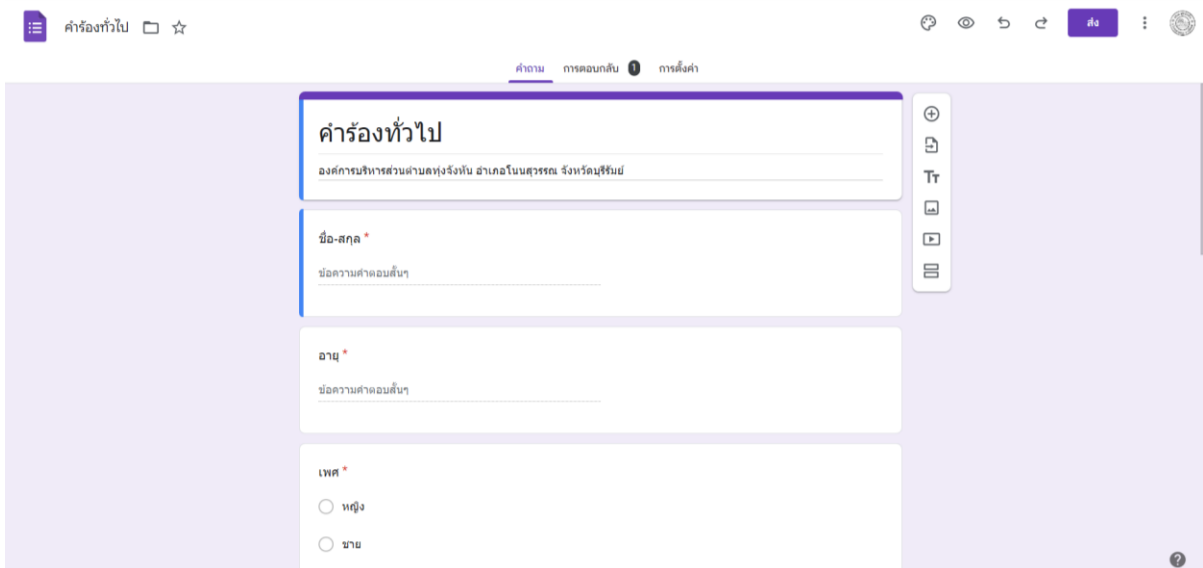 คำร้องทั่วไป
ส่ง
คำถาม การตอบกลับ 1 การตั้งค่า
คำร้องทั่วไป
องค์การบริหารส่วนตำบลทุ่งจังหัน อำเภอโนนสุวรรณ จังหวัดบุรีรัมย์
ชื่อ-สกุล *
ข้อความคำตอบสั้นๆ
อายุ *
ข้อความคำตอบสั้นๆ
เพศ *
หญิง
ชาย